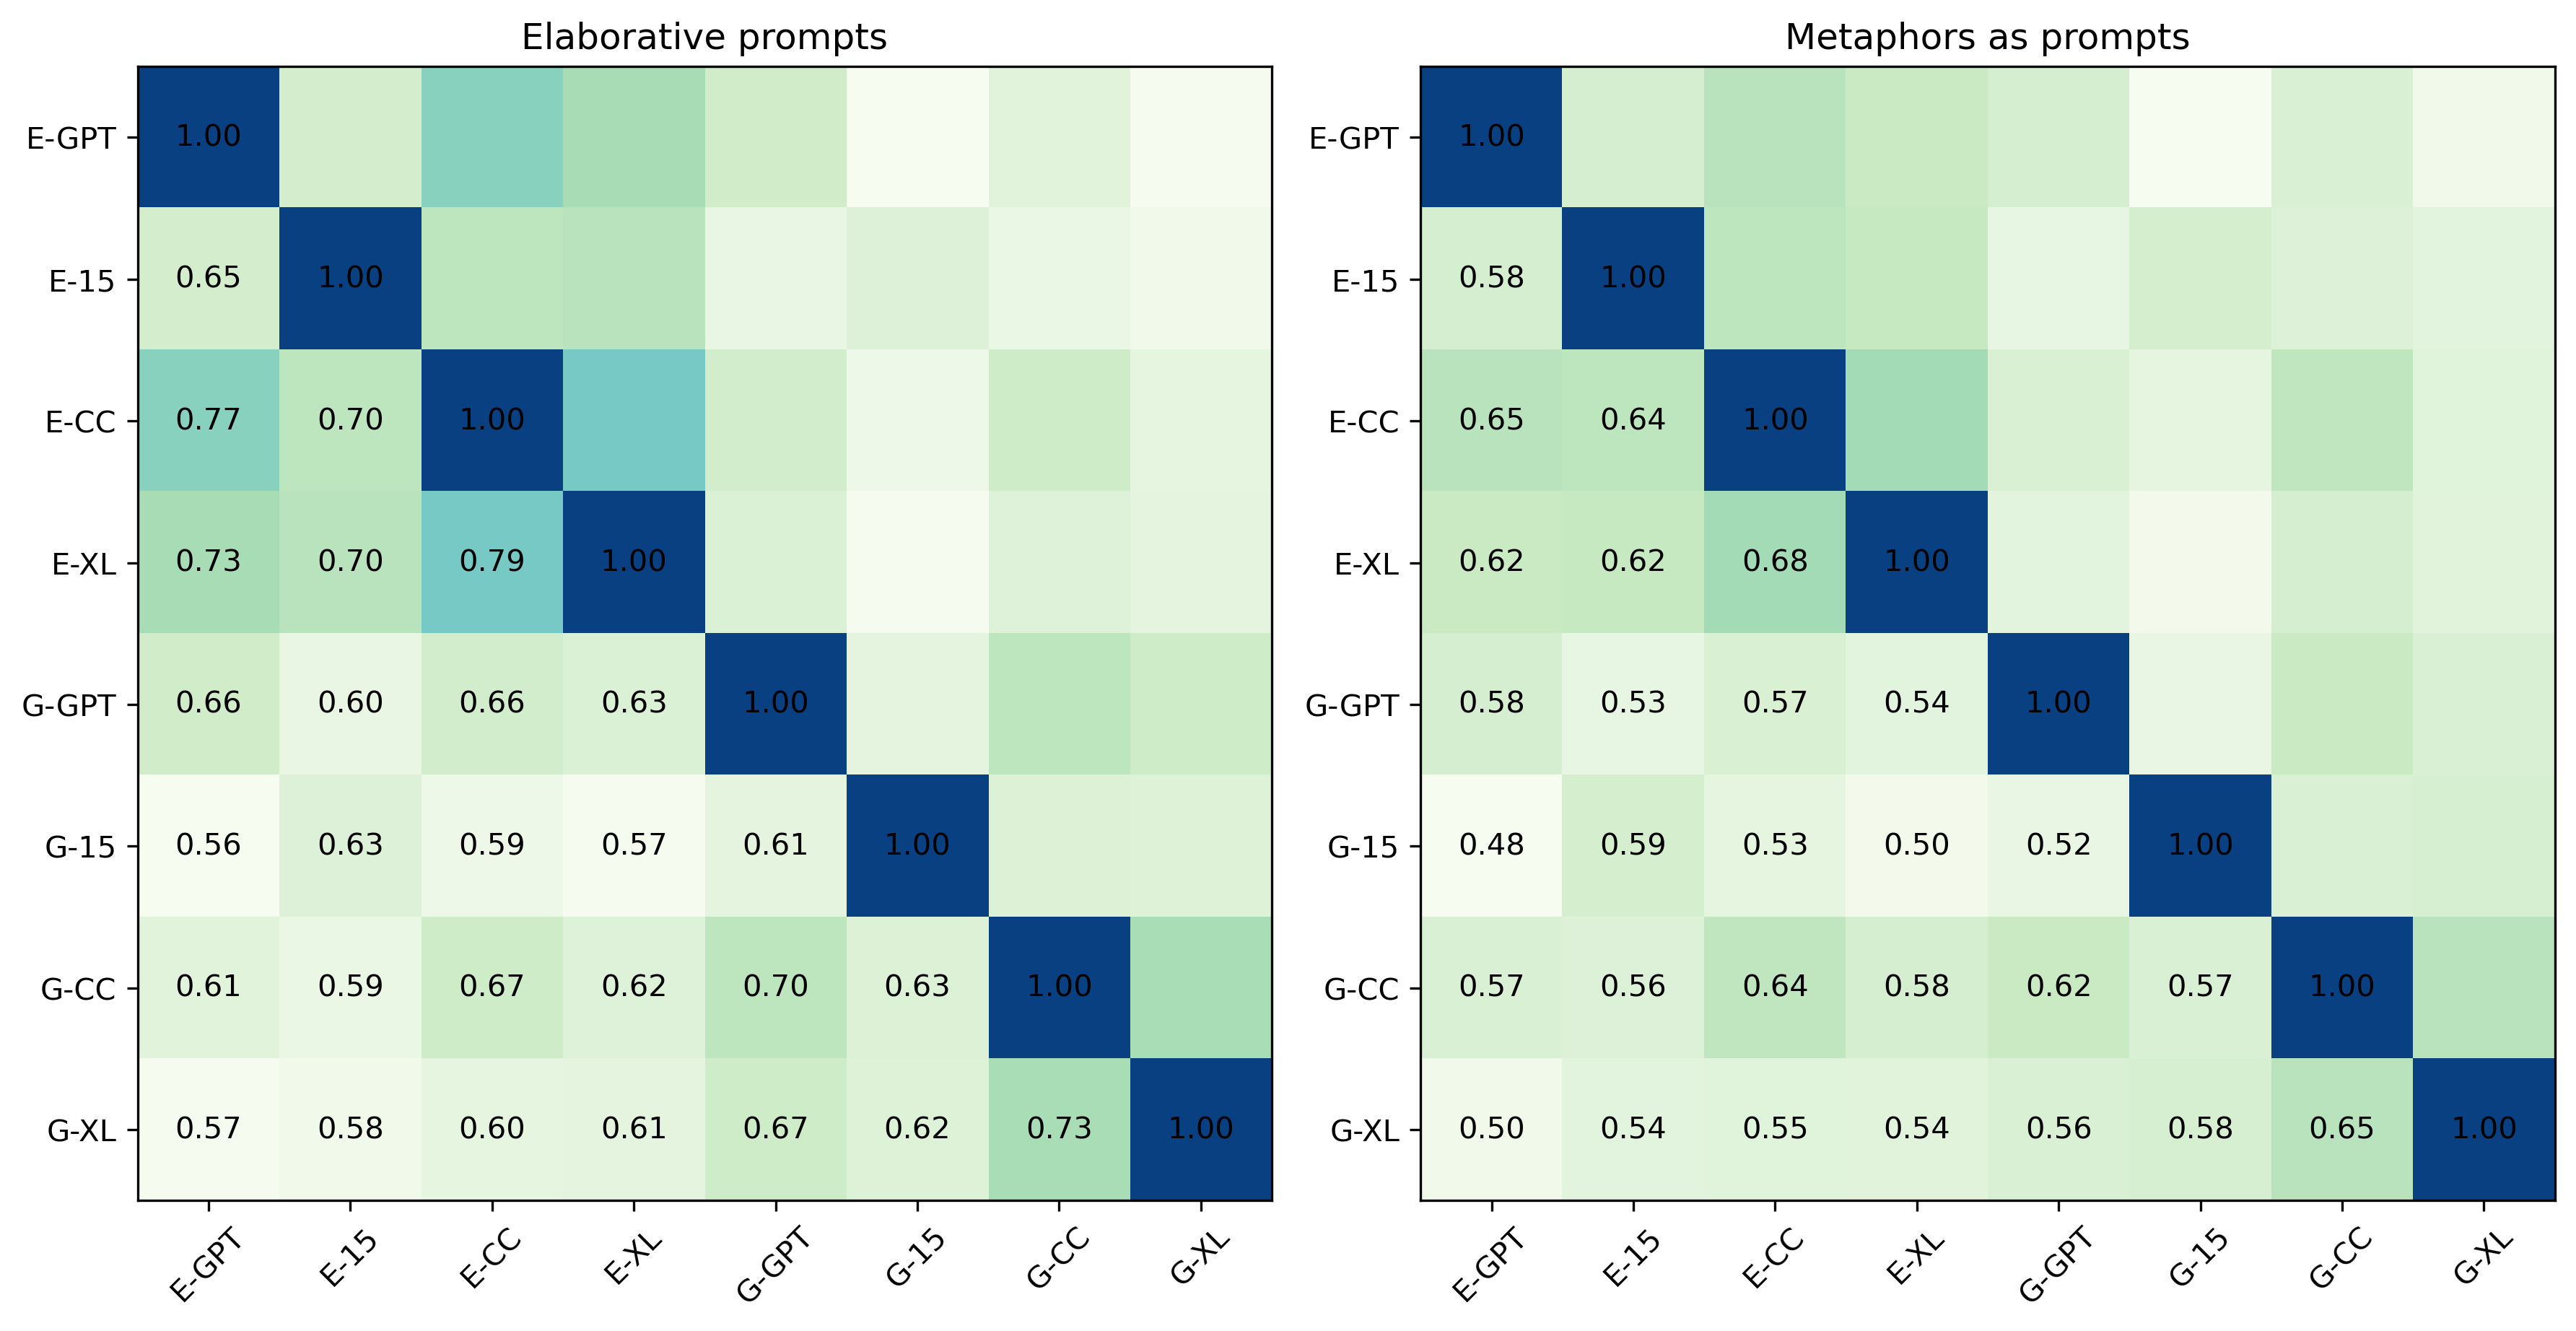 Elaborative prompts
E-GPT 1.00
E-15 0.65 1.00
E-CC 0.77 0.70 1.00
E-XL 0.73 0.70 0.79 1.00
G-GPT 0.66 0.60 0.66 0.63 1.00
G-15 0.56 0.63 0.59 0.57 0.61 1.00
G-CC 0.61 0.59 0.67 0.62 0.70 0.63 1.00
G-XL 0.57 0.58 0.60 0.61 0.67 0.62 0.73 1.00
E-GPT E-15 E-CC E-XL G-GPT G-15 G-CC G-XL
Metaphors as prompts
E-GPT 1.00
E-15 0.58 1.00
E-CC 0.65 0.64 1.00
E-XL 0.62 0.62 0.68 1.00
G-GPT 0.58 0.53 0.57 0.54 1.00
G-15 0.48 0.59 0.53 0.50 0.52 1.00
G-CC 0.57 0.56 0.64 0.58 0.62 0.57 1.00
G-XL 0.50 0.54 0.55 0.54 0.56 0.58 0.65 1.00
E-GPT E-15 E-CC E-XL G-GPT G-15 G-CC G-XL